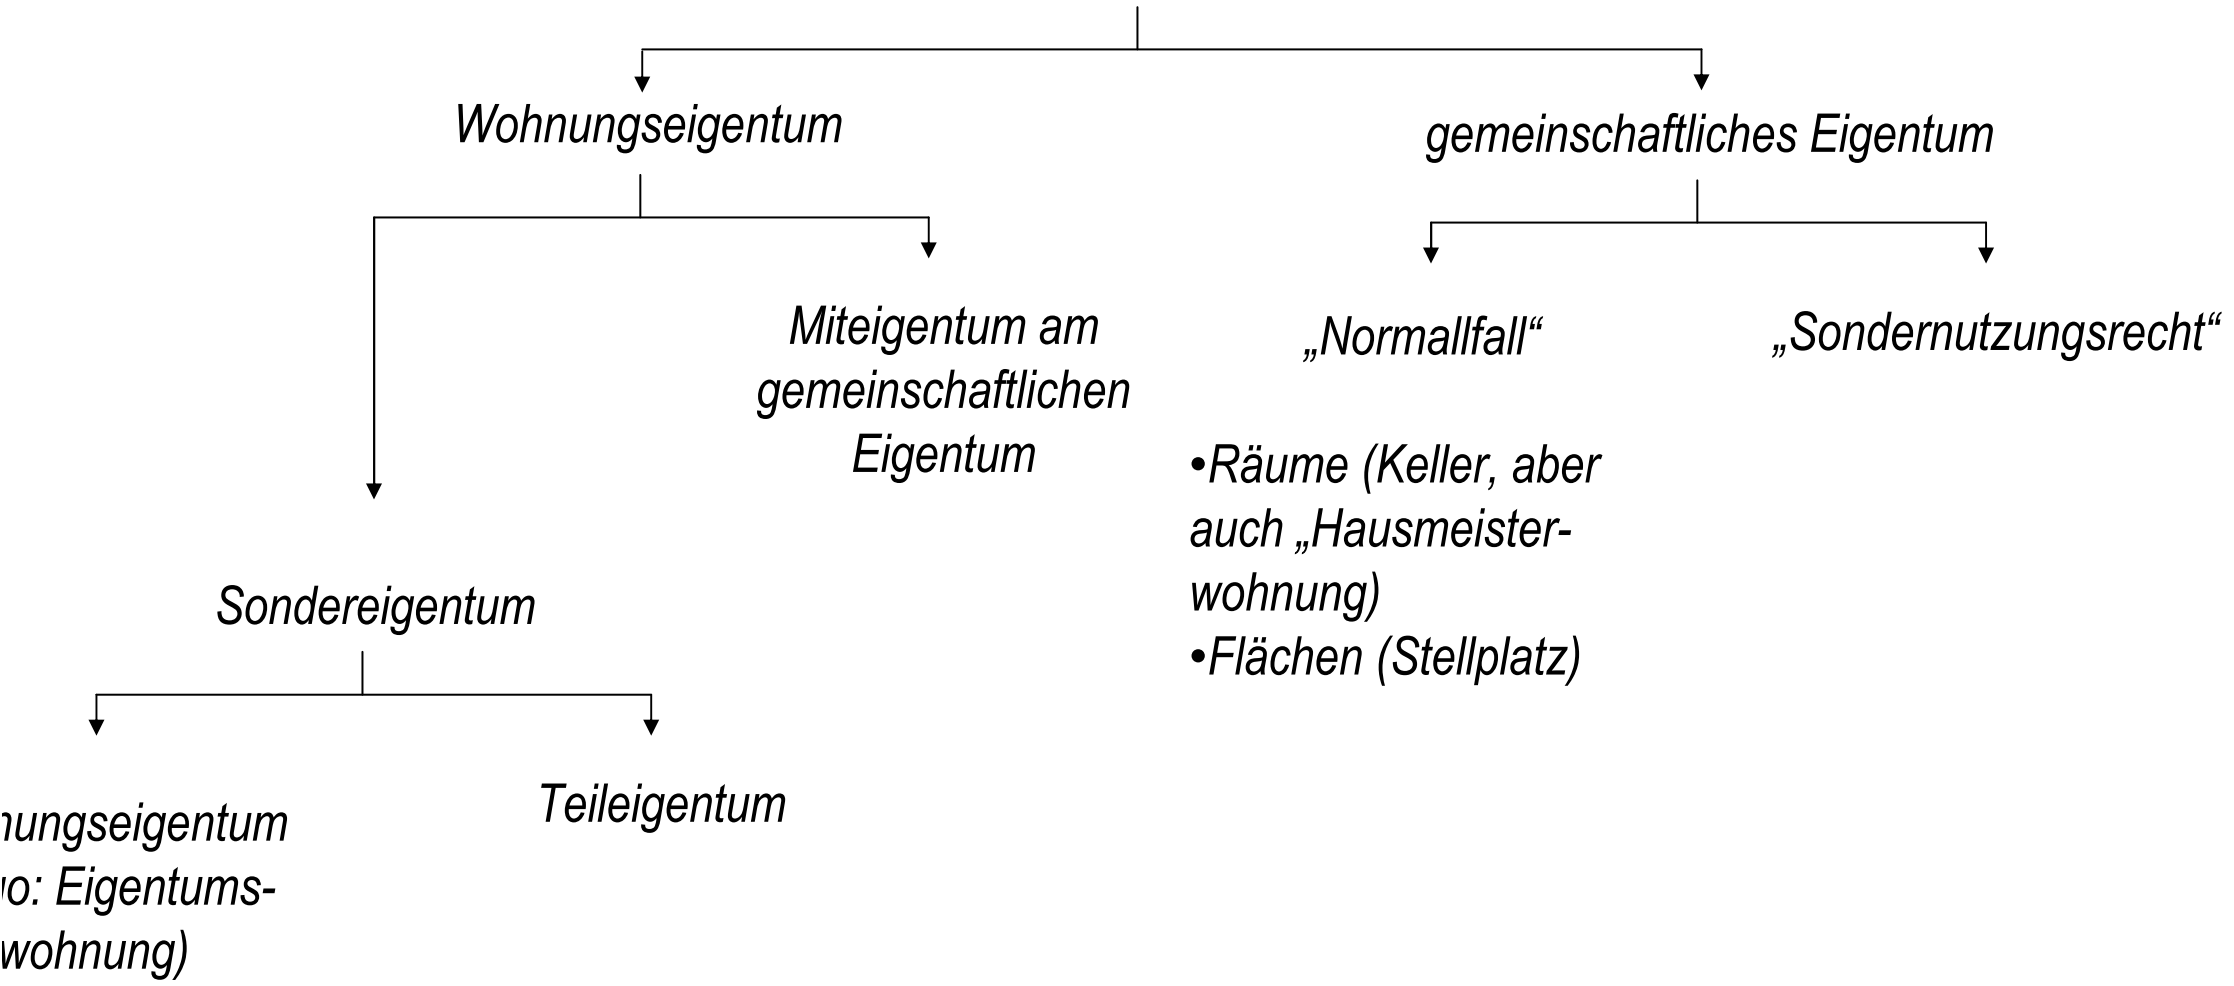 Wohnungseigentum
gemeinschaftliches Eigentum
Miteigentum am
gemeinschaftlichen
Eigentum
„Normallfall“
„Sondernutzungsrecht“
•Räume (Keller, aber
auch „Hausmeister-
wohnung)
•Flächen (Stellplatz)
Sondereigentum
nungseigentum
o: Eigentums-
wohnung)
Teileigentum